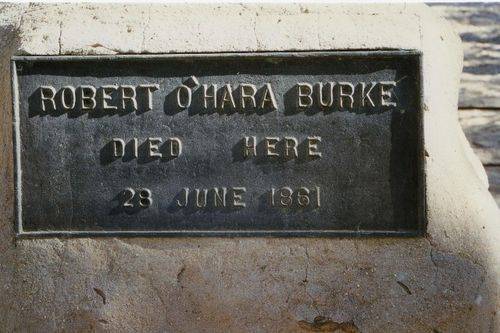 ROBERT O'HARA BURKE
DIED HERE
28 JUNE 1861